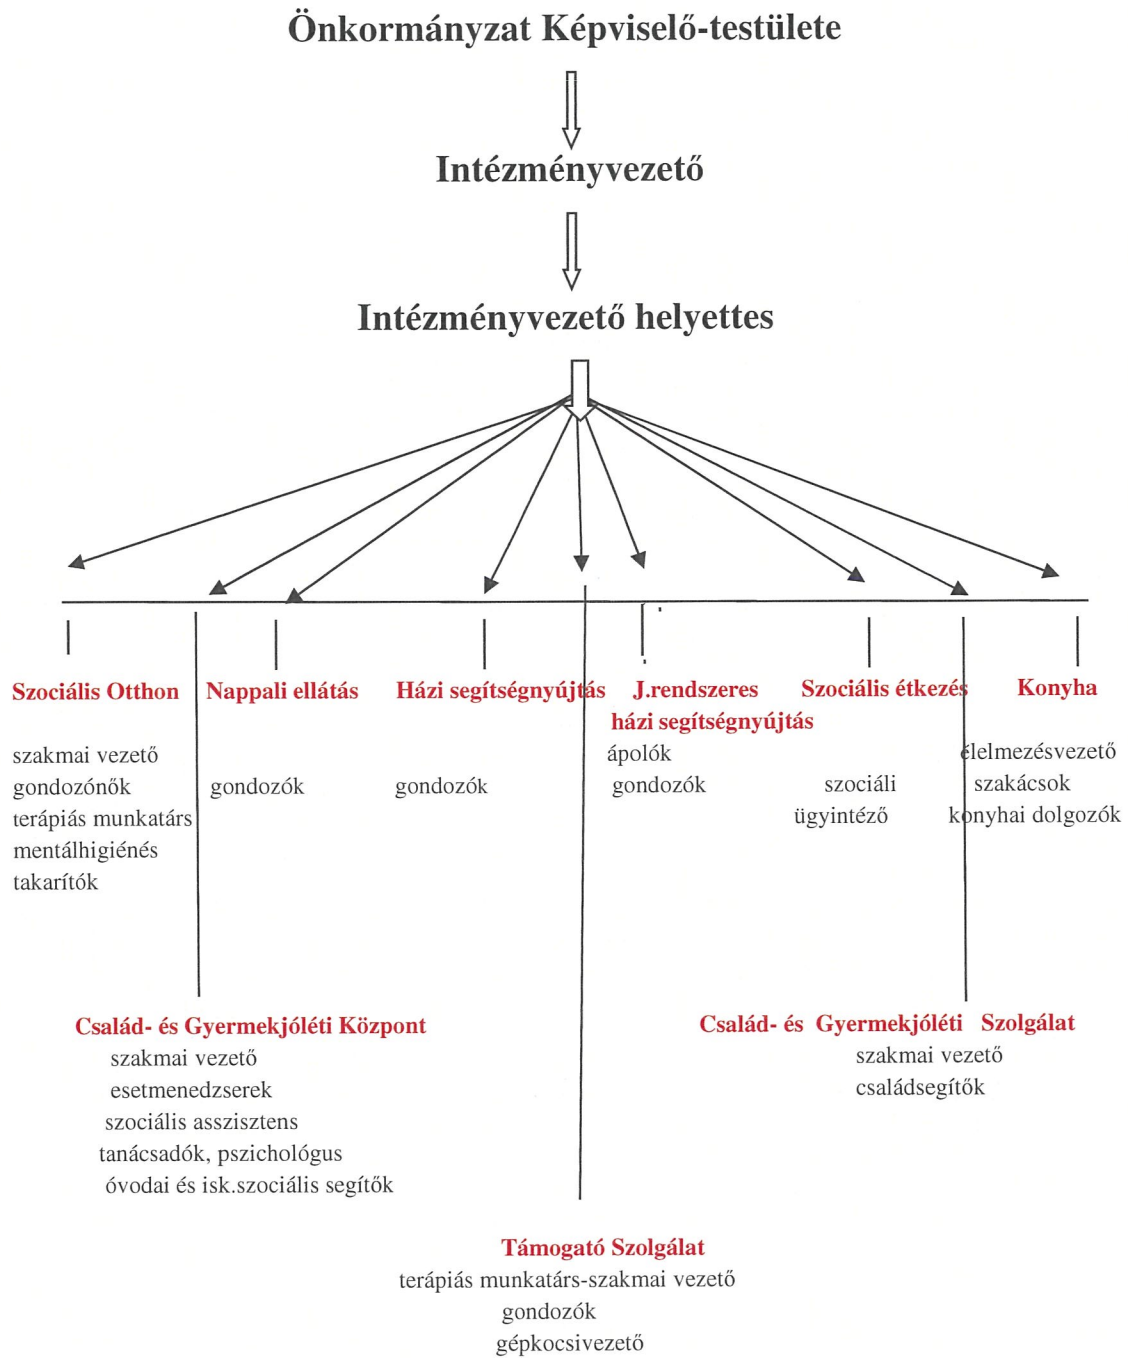 Önkormányzat Képviselő-testülete
Intézményvezető
Intézményvezető helyettes
Szociális Otthon
szakmai vezető
gondozónők
terápiás munkatárs
mentálhigiénés
takarítók
Nappali ellátás
gondozók
Házi segítségnyújtás
gondozók
J.rendszeres
házi segítségnyújtás
ápolók
gondozók
Szociális étkezés
szociáli
ügyintéző
Konyha
élelmezésvezető
szakácsok
konyhai dolgozók
Család- és Gyermekjóléti Központ
szakmai vezető
esetmenedzserek
szociális asszisztens
tanácsadók, pszichológus
óvodai és isk.szociális segítők
Család- és Gyermekjóléti Szolgálat
szakmai vezető
családsegítők
Támogató Szolgálat
terápiás munkatárs-szakmai vezető
gondozók
gépkocsivezető